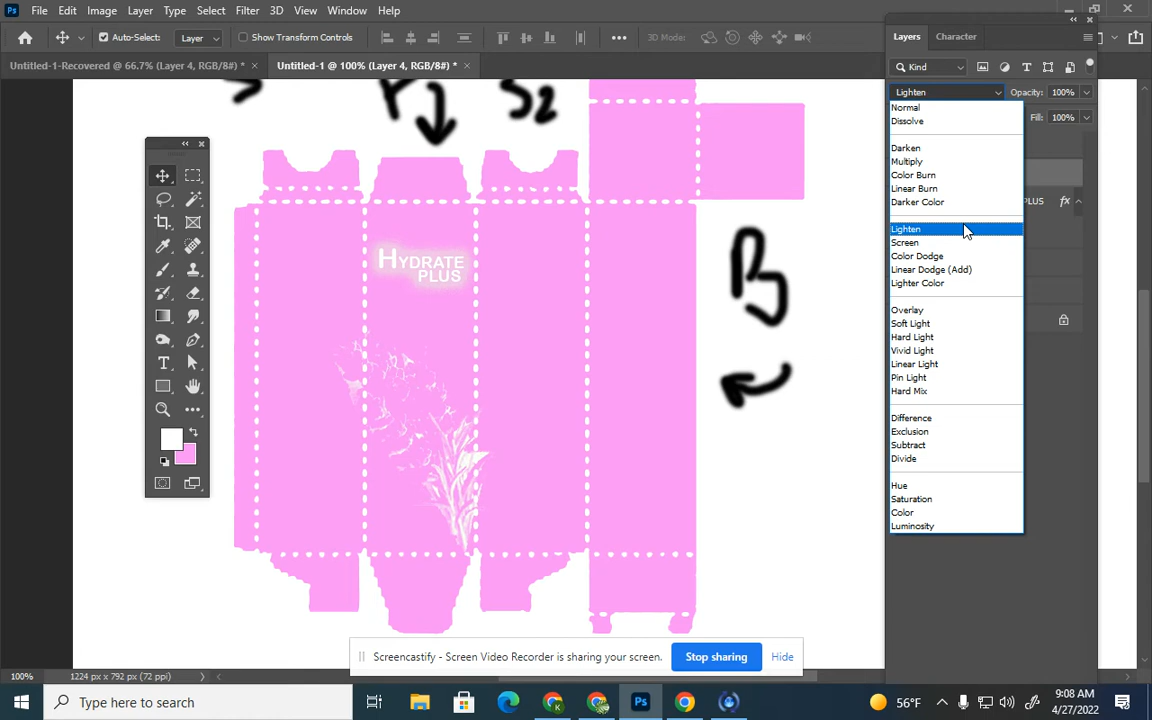 Ps File Edit Image Layer Type Select Filter 3D View Window Help
Auto-Select: Layer Show Transform Controls ••• 3D Mode:
Untitled-1-Recovered @ 66.7% (Layer 4, RGB/8#) * × Untitled-1 @ 100% (Layer 4, RGB/8#) * ×
Layers Character
Kind
Lighten Opacity: 100%
Normal Fill: 100%
Dissolve
Darken
Multiply
Color Burn
Linear Burn
Darker Color PLUS fx
Lighten
Screen
Color Dodge
Linear Dodge (Add)
Lighter Color
Overlay
Soft Light
Hard Light
Vivid Light
Linear Light
Pin Light
Hard Mix
Difference
Exclusion
Subtract
Divide
Hue
Saturation
Color
Luminosity
S2
HYDRATE
PLUS
B
Screencastify - Screen Video Recorder is sharing your screen. Stop sharing Hide
100% 1224 px x 792 px (72 ppi)
Type here to search
56°F
9:08 AM
4/27/2022